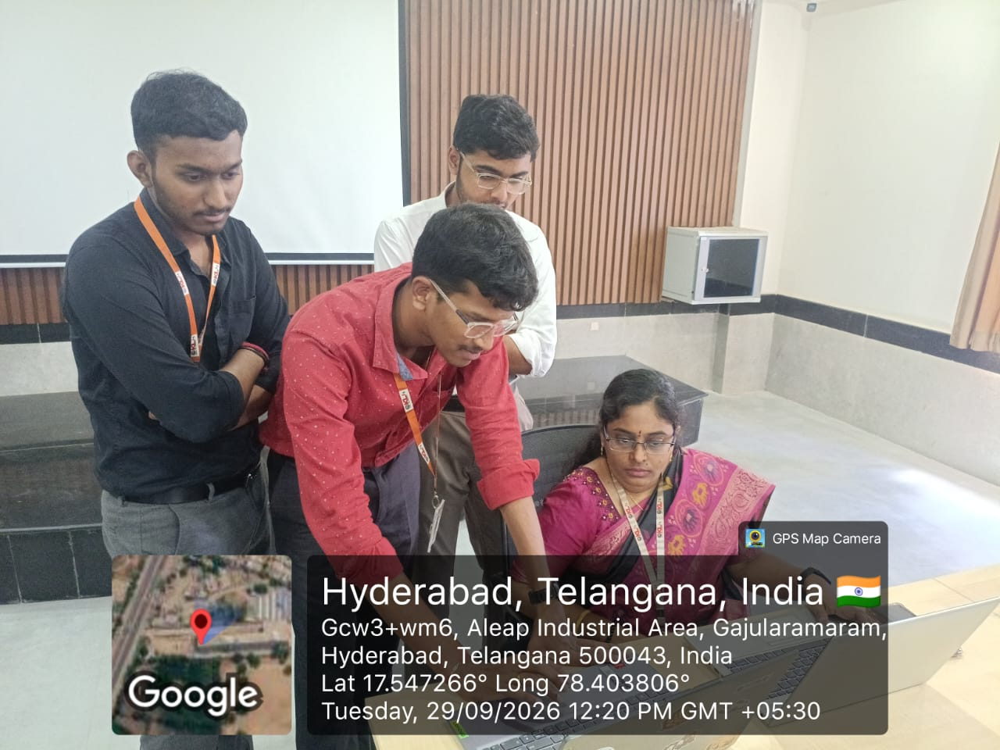 GPS Map Camera
Hyderabad, Telangana, India 🇮🇳
Gcw3+wm6, Aleap Industrial Area, Gajularamaram,
Hyderabad, Telangana 500043, India
Lat 17.547266° Long 78.403806°
Tuesday, 29/09/2026 12:20 PM GMT +05:30
Google